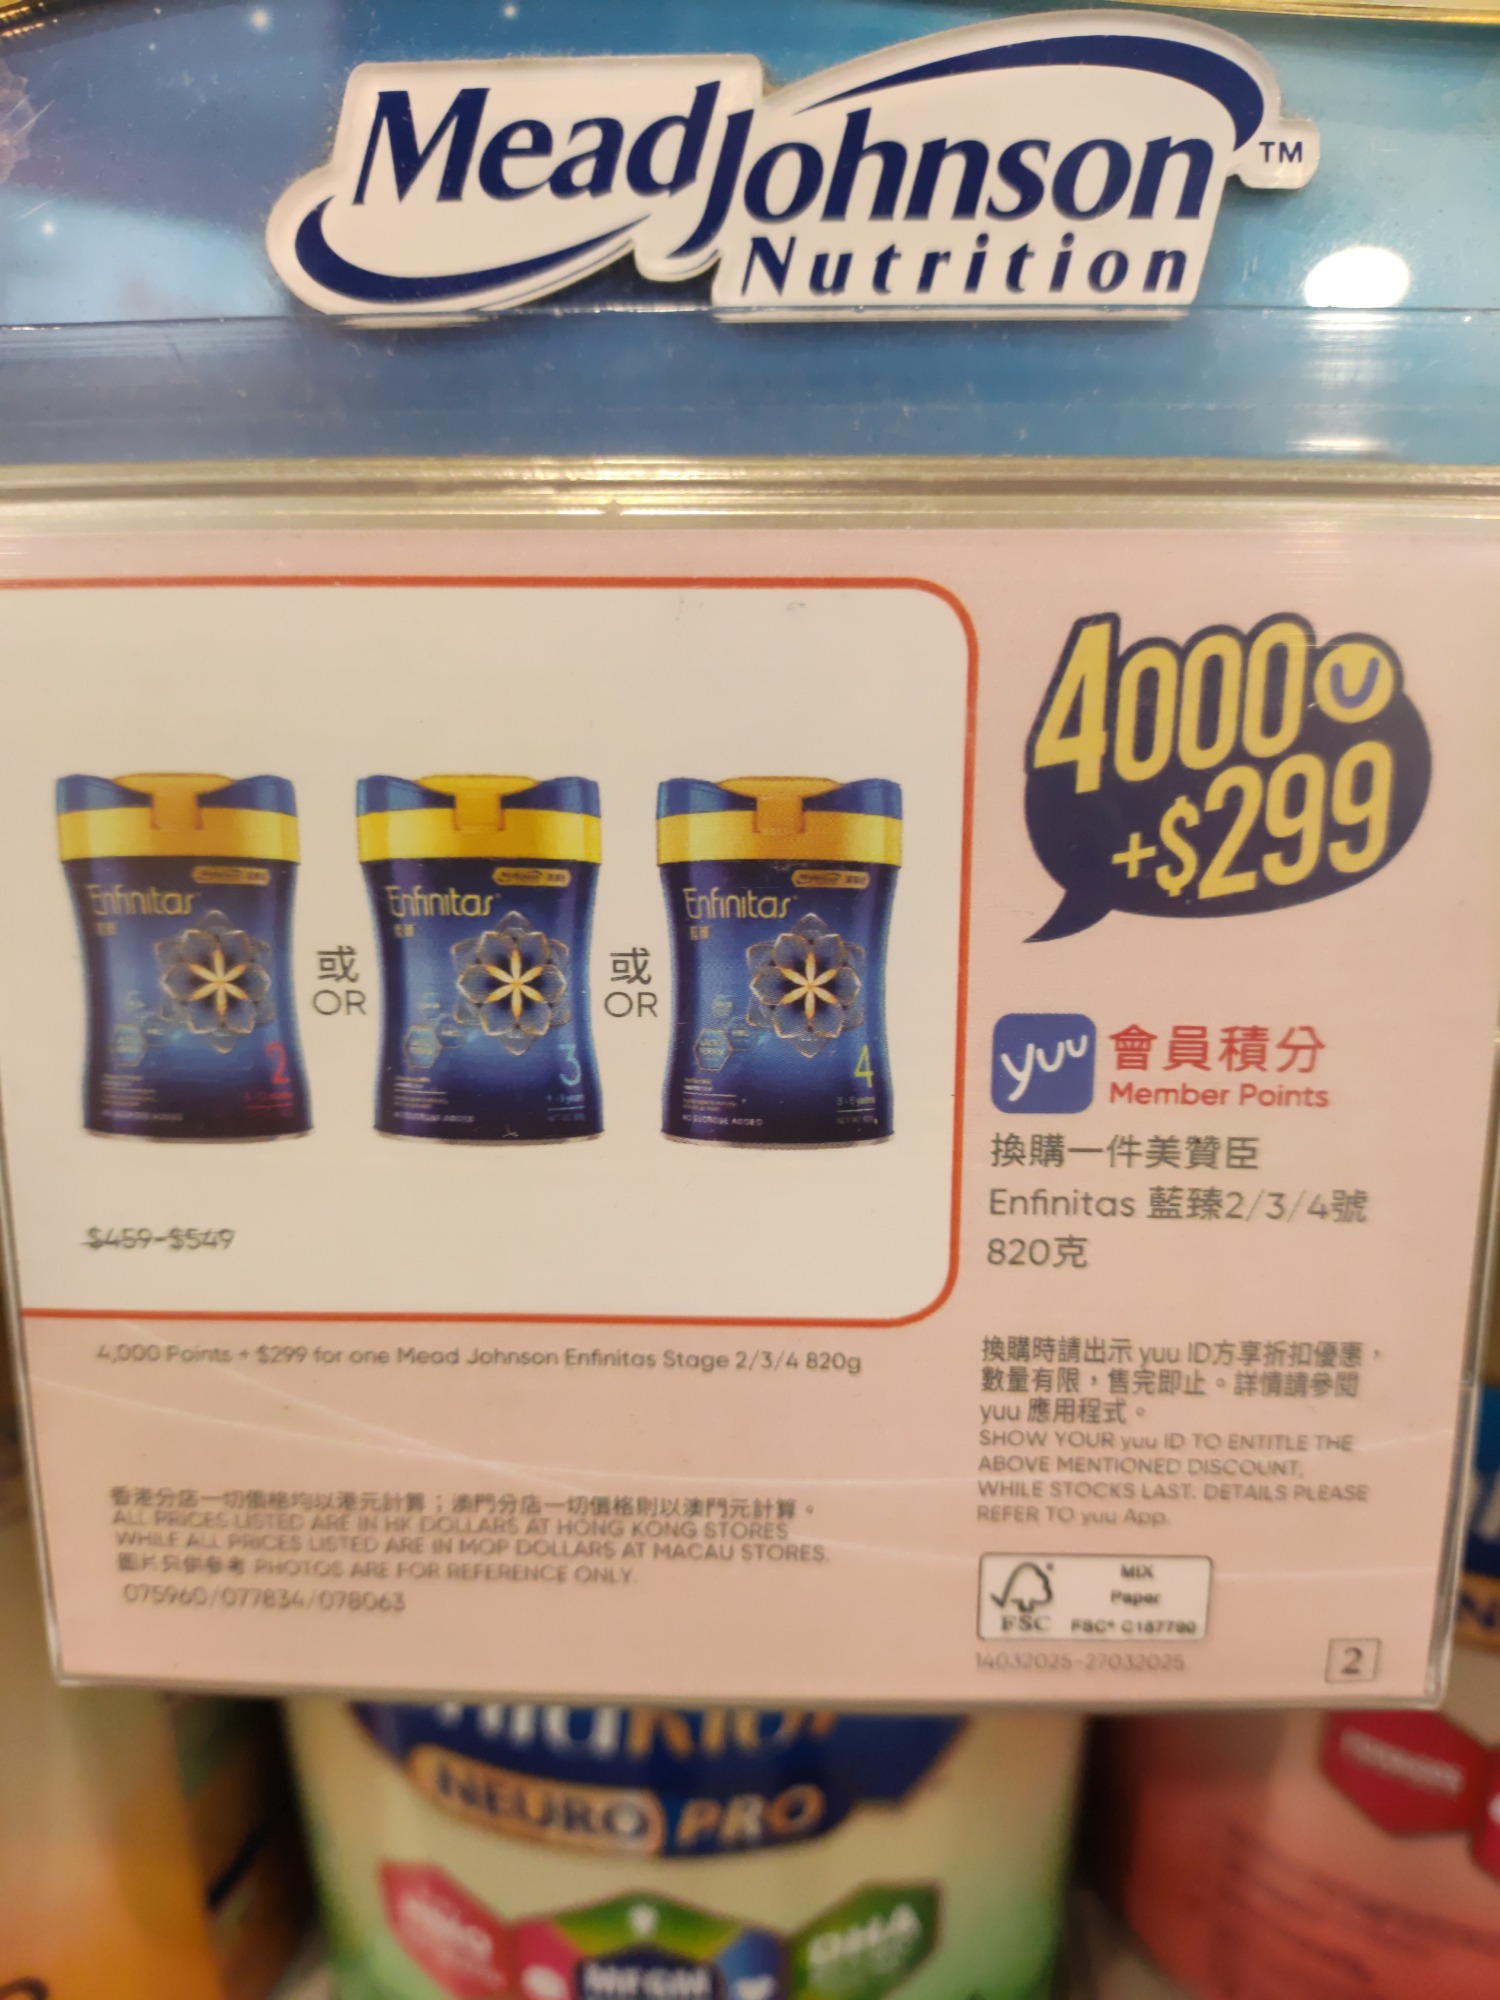 MeadJohnson™
Nutrition
4000u
+$299
Enfinitas
Enfinitas
Enfinitas
或
OR
或
OR
2
3
4
NO SUCROSE ADDED
$459-$549
yuu 會員積分
Member Points
換購一件美贊臣
Enfinitas 藍臻2/3/4號
820克
4,000 Points + $299 for one Mead Johnson Enfinitas Stage 2/3/4 820g
換購時請出示 yuu ID方享折扣優惠，
數量有限，售完即止。詳情請參閱
yuu 應用程式。
SHOW YOUR yuu ID TO ENTITLE THE
ABOVE MENTIONED DISCOUNT,
WHILE STOCKS LAST. DETAILS PLEASE
REFER TO yuu App.
香港分店一切價格均以港元計算；澳門分店一切價格則以澳門元計算。
ALL PRICES LISTED ARE IN HK DOLLARS AT HONG KONG STORES
WHILE ALL PRICES LISTED ARE IN MOP DOLLARS AT MACAU STORES.
圖片只供參考 PHOTOS ARE FOR REFERENCE ONLY.
075960/077834/078063
FSC
MIX
Paper
FSC® C157780
14032025-27032025
2
NEURO PRO
DHA
MFGM